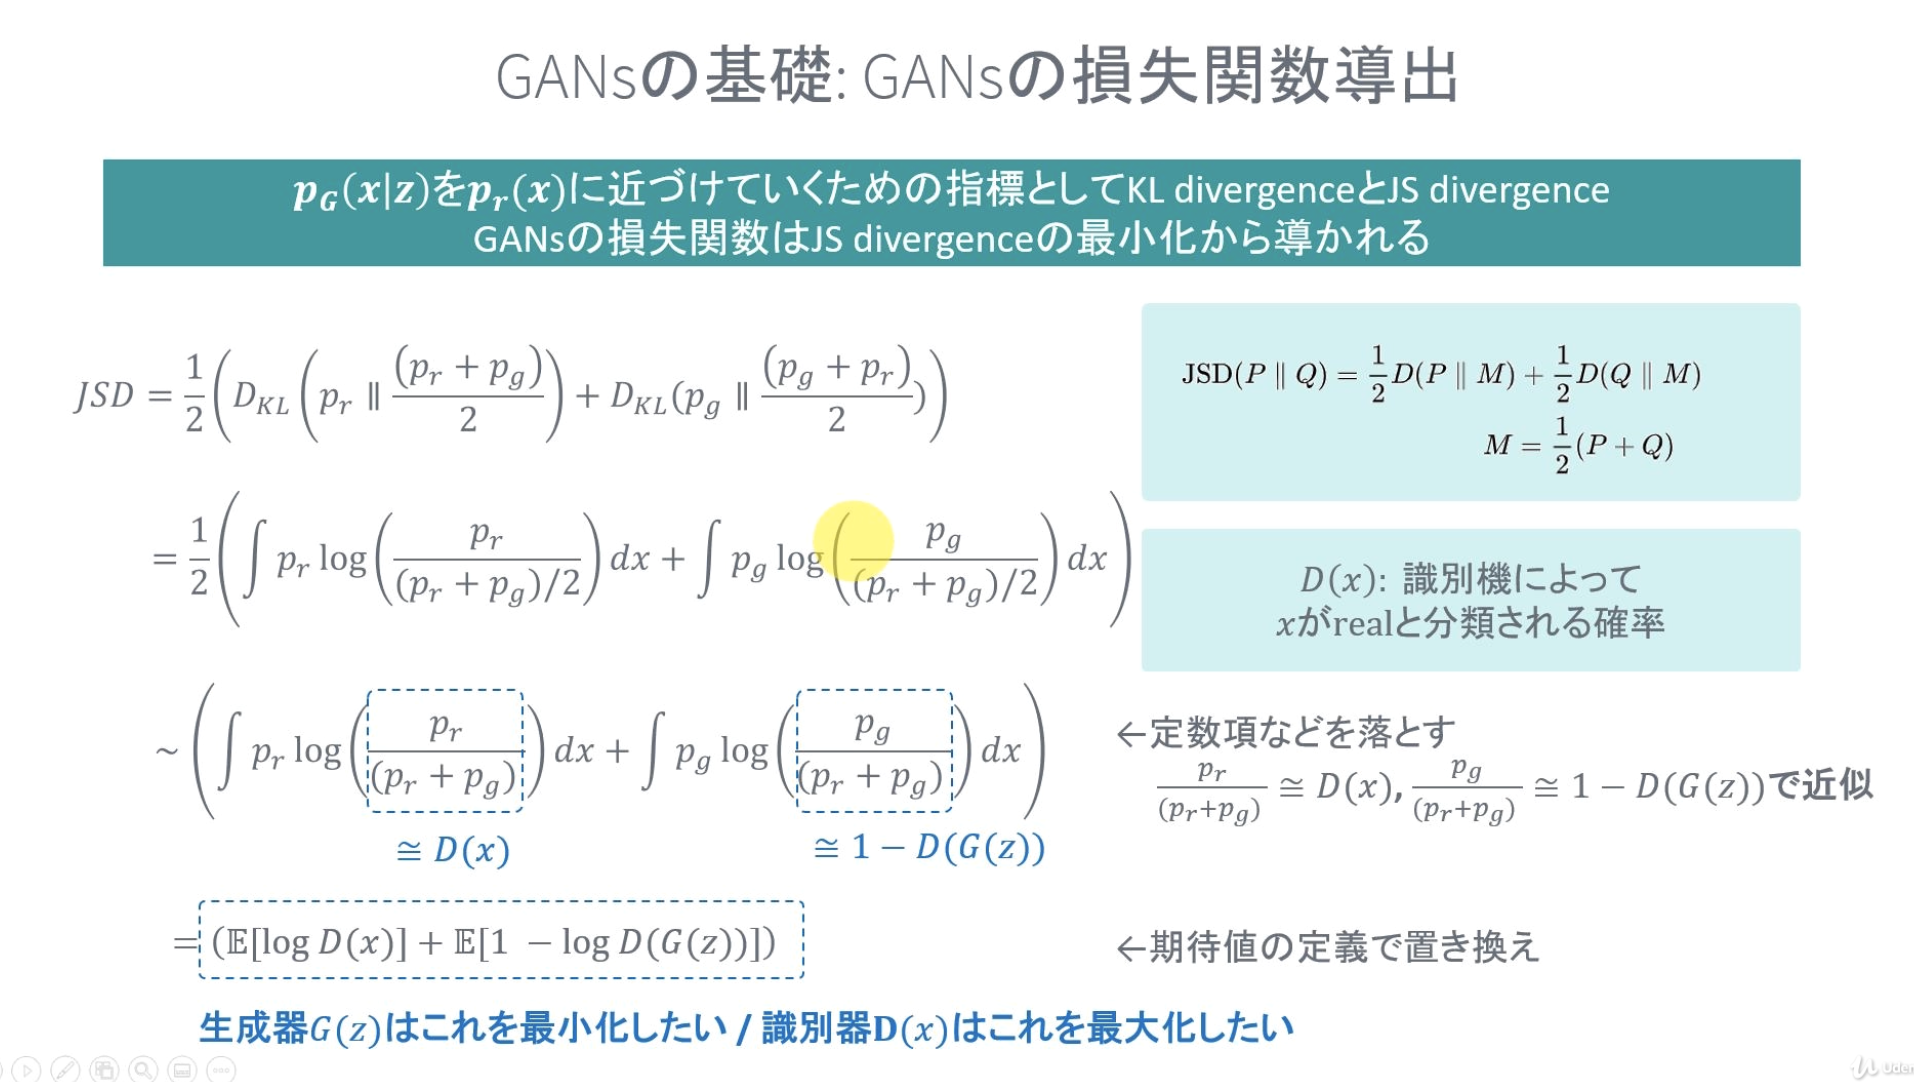 GANsの基礎: GANsの損失関数導出
p_G(x|z)をp_r(x)に近づけていくための指標としてKL divergenceとJS divergence
GANsの損失関数はJS divergenceの最小化から導かれる
JSD = \frac{1}{2}\left(D_{KL}\left(p_r \parallel \frac{(p_r + p_g)}{2}\right) + D_{KL}(p_g \parallel \frac{(p_g + p_r)}{2})\right)
= \frac{1}{2}\left(\int p_r \log\left(\frac{p_r}{(p_r + p_g)/2}\right) dx + \int p_g \log\left(\frac{p_g}{(p_r + p_g)/2}\right) dx\right)
JSD(P ∥ Q) = \frac{1}{2}D(P ∥ M) + \frac{1}{2}D(Q ∥ M)
M = \frac{1}{2}(P + Q)
D(x): 識別機によって
xがrealと分類される確率
~ \left(\int p_r \log\left(\frac{p_r}{(p_r + p_g)}\right) dx + \int p_g \log\left(\frac{p_g}{(p_r + p_g)}\right) dx\right)
≅ D(x)
≅ 1 − D(G(z))
←定数項などを落とす
\frac{p_r}{(p_r+p_g)} ≅ D(x), \frac{p_g}{(p_r+p_g)} ≅ 1 − D(G(z))で近似
= (𝔼[log D(x)] + 𝔼[1 − log D(G(z))])
←期待値の定義で置き換え
生成器G(z)はこれを最小化したい / 識別器D(x)はこれを最大化したい